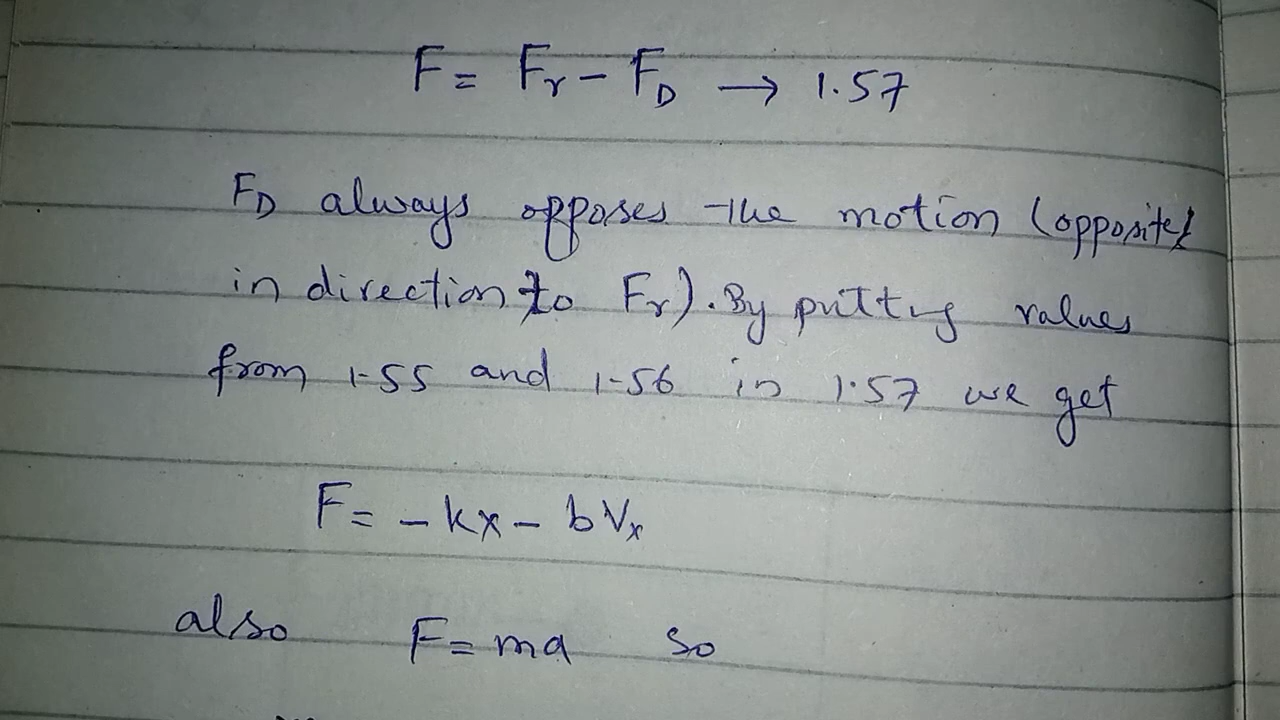 F = Fr - FD → 1.57
FD always opposes the motion (opposite
in direction to Fr). By putting values
from 1.55 and 1.56 in 1.57 we get
F = - kx - bVx
also F = ma so